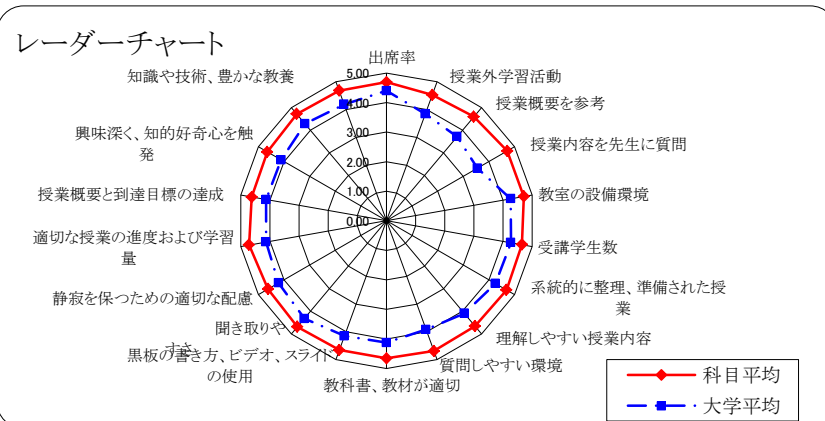 レーダーチャート
出席率
授業外学習活動
授業概要を参考
授業内容を先生に質問
教室の設備環境
受講学生数
系統的に整理、準備された授
業
理解しやすい授業内容
質問しやすい環境
教科書、教材が適切
黒板の書き方、ビデオ、スライド
の使用
聞き取りや
すさ
静寂を保つための適切な配慮
適切な授業の進度および学習
量
授業概要と到達目標の達成
興味深く、知的好奇心を触
発
知識や技術、豊かな教養
5.00
4.00
3.00
2.00
1.00
0.00
科目平均
大学平均